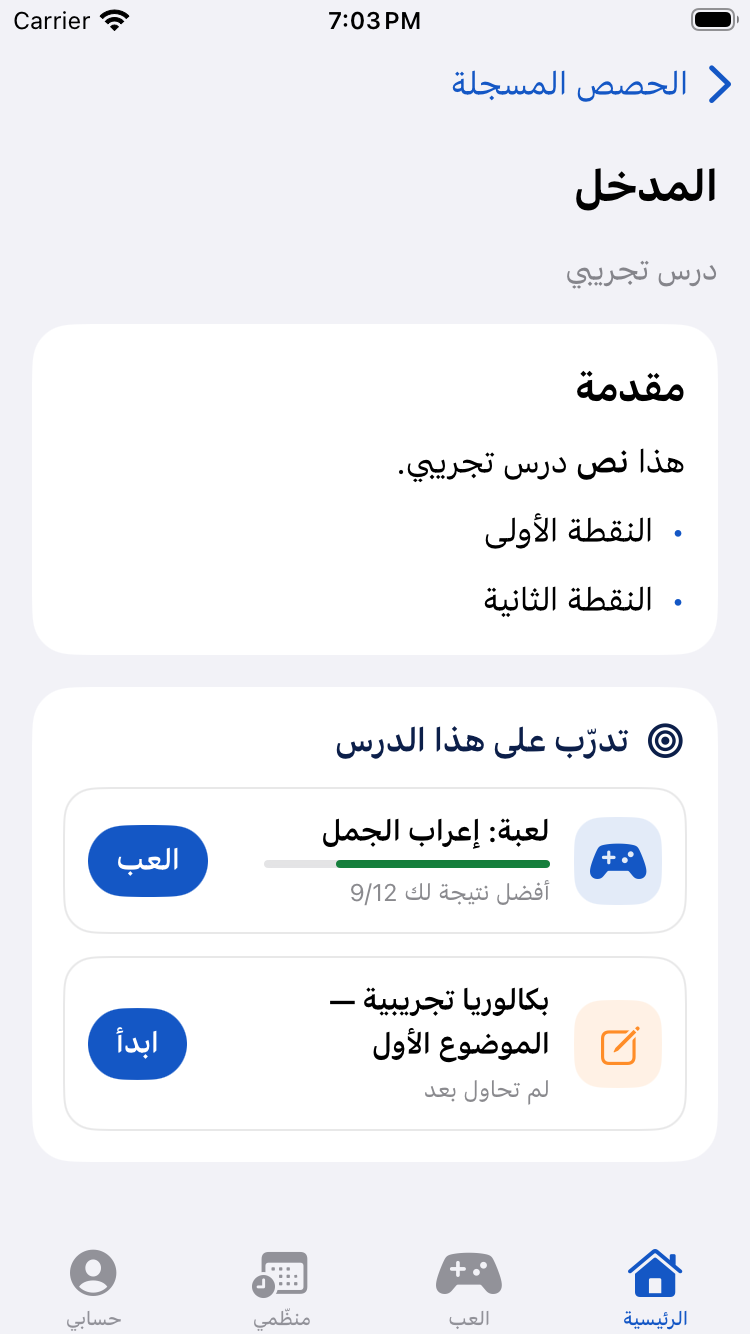 Carrier 7:03 PM
الحصص المسجلة
المدخل
درس تجريبي
مقدمة
هذا نص درس تجريبي.
• النقطة الأولى
• النقطة الثانية
تدرّب على هذا الدرس
لعبة: إعراب الجمل
أفضل نتيجة لك 9/12
العب
بكالوريا تجريبية —
الموضوع الأول
لم تحاول بعد
ابدأ
الرئيسية
العب
منظّمي
حسابي